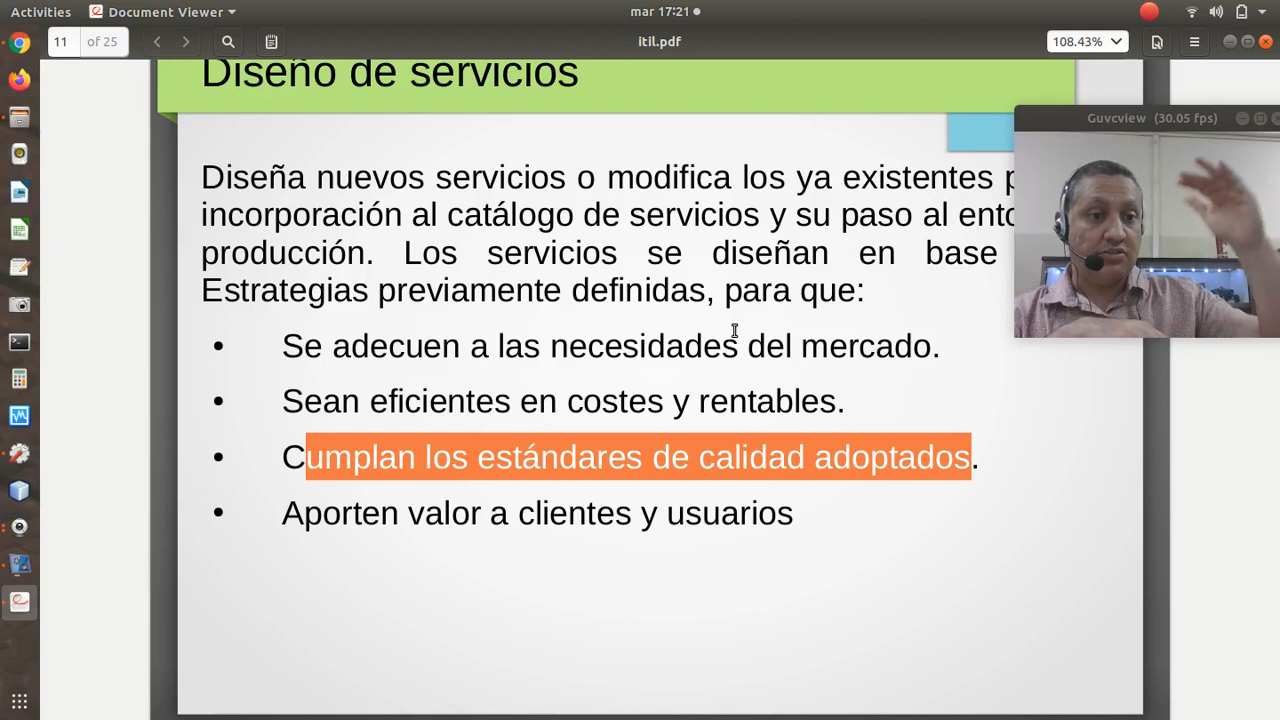 Activities
Document Viewer
mar 17:21
11
of 25
itil.pdf
108.43%
Diseño de servicios
Guvcview (30.05 fps)
Diseña nuevos servicios o modifica los ya existentes
incorporación al catálogo de servicios y su paso al
producción. Los servicios se diseñan en base
Estrategias previamente definidas, para que:
• Se adecuen a las necesidades del mercado.
• Sean eficientes en costes y rentables.
• Cumplan los estándares de calidad adoptados.
• Aporten valor a clientes y usuarios